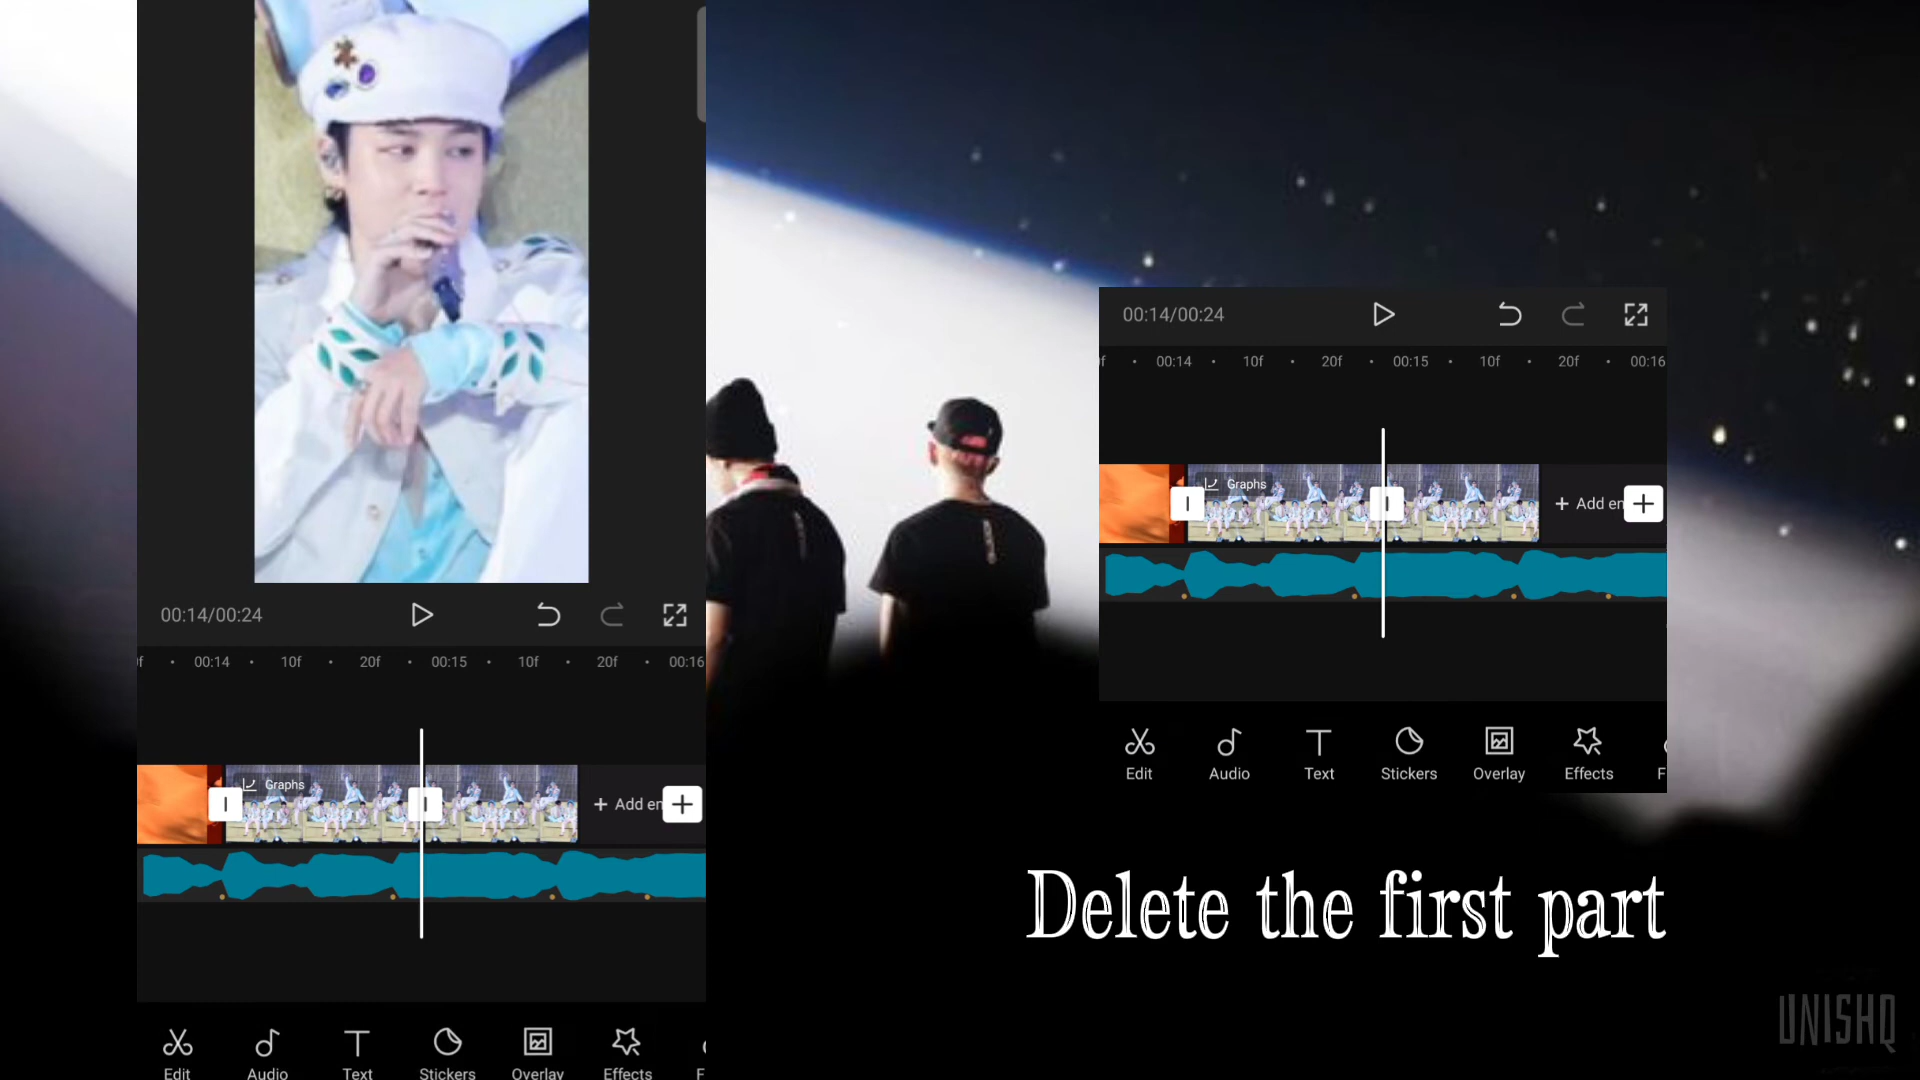 00:14/00:24
f 00:14 10f 20f 00:15 10f 20f 00:16
Graphs
+ Add en
Edit Audio Text Stickers Overlay Effects F
00:14/00:24
f 00:14 10f 20f 00:15 10f 20f 00:16
Graphs
+ Add en
Edit Audio Text Stickers Overlay Effects F
Delete the first part
UNISHQ